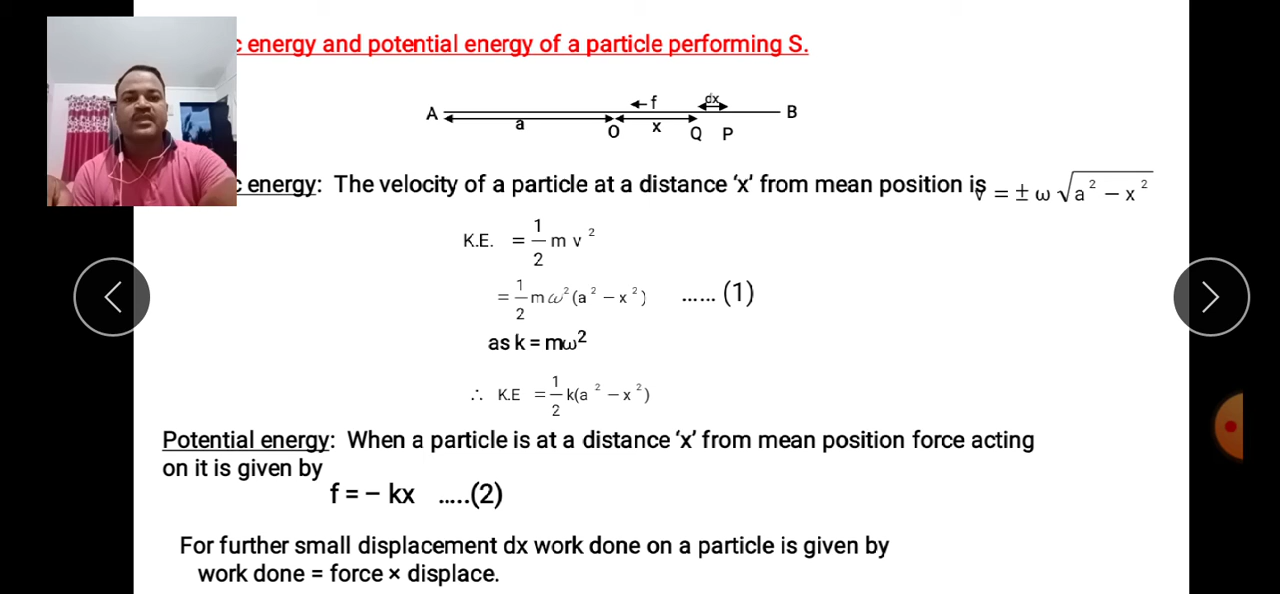 c energy and potential energy of a particle performing S.
A a O f x dx Q P B
c energy: The velocity of a particle at a distance ‘x’ from mean position is v = ± ω √(a² − x²)
K.E. = 1/2 m v²
= 1/2 m ω² (a² − x²) ...... (1)
as k = mω²
∴ K.E = 1/2 k(a² − x²)
Potential energy: When a particle is at a distance ‘x’ from mean position force acting
on it is given by
f = − kx .....(2)
For further small displacement dx work done on a particle is given by
work done = force × displace.